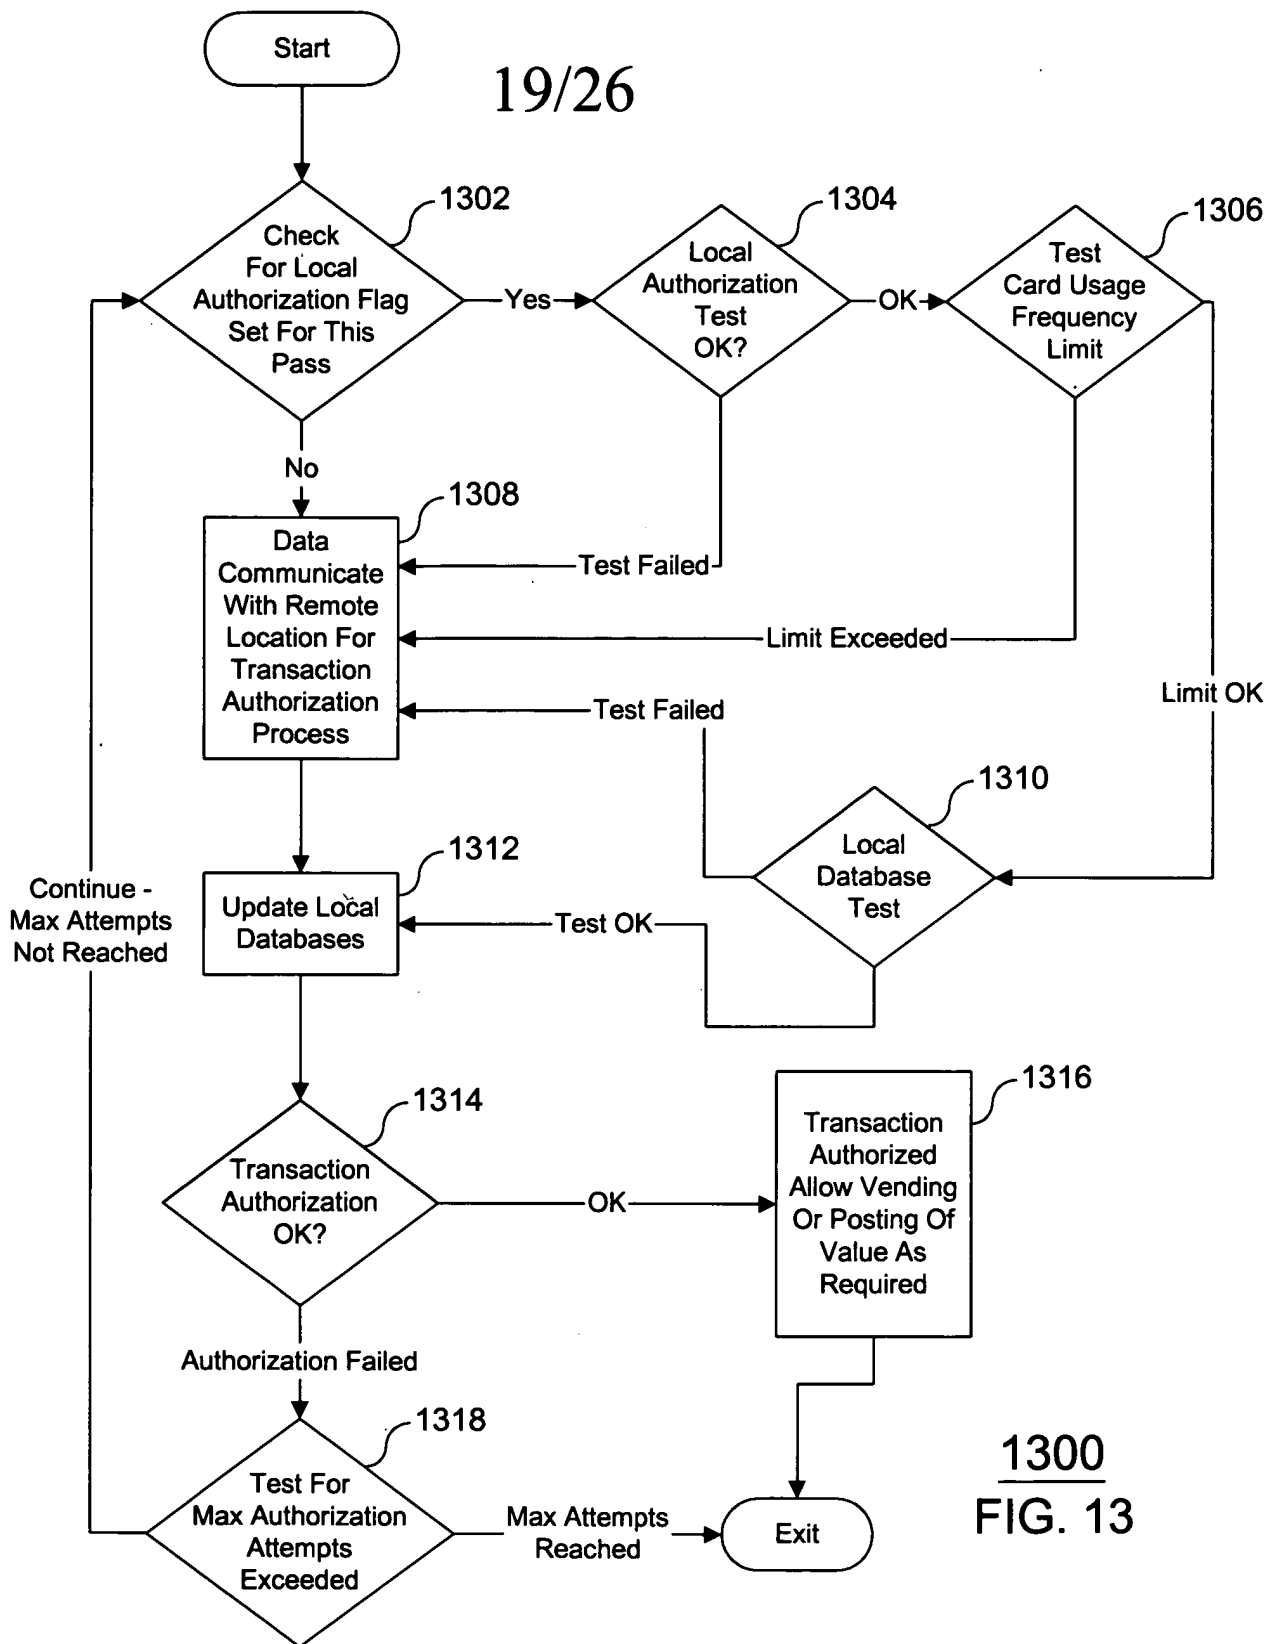 Start
19/26
1302
Check
For Local
Authorization Flag
Set For This
Pass
Yes
1304
Local
Authorization
Test
OK?
OK
1306
Test
Card Usage
Frequency
Limit
No
1308
Data
Communicate
With Remote
Location For
Transaction
Authorization
Process
Test Failed
Limit Exceeded
Test Failed
Limit OK
1310
Local
Database
Test
1312
Update Local
Databases
Test OK
Continue -
Max Attempts
Not Reached
1314
Transaction
Authorization
OK?
OK
1316
Transaction
Authorized
Allow Vending
Or Posting Of
Value As
Required
Authorization Failed
1318
Test For
Max Authorization
Attempts
Exceeded
Max Attempts
Reached
Exit
1300
FIG. 13